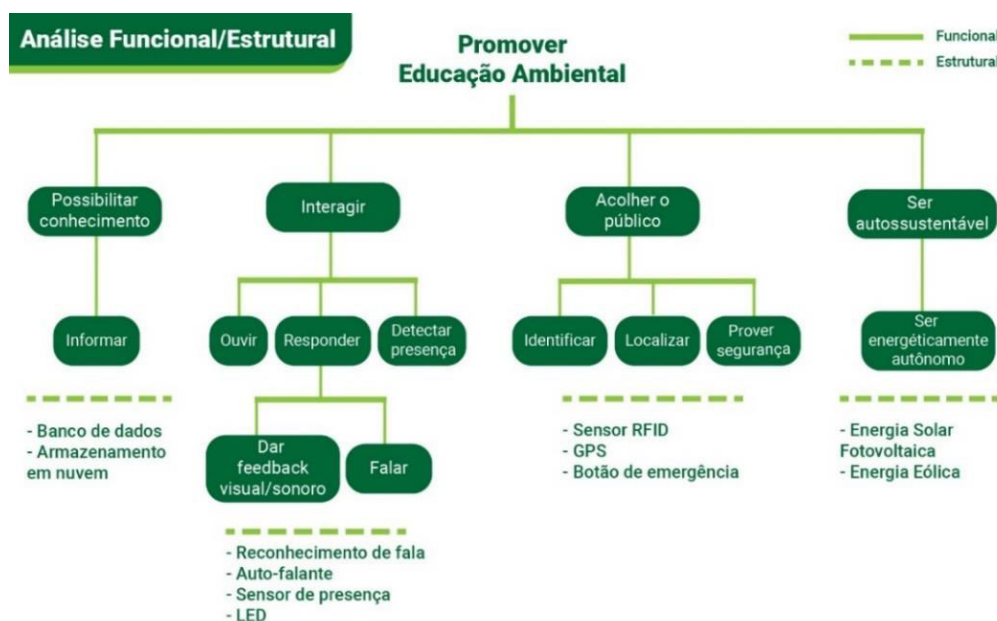 Análise Funcional/Estrutural
Promover
Educação Ambiental
Funcional
Estrutural
Possibilitar
conhecimento
Interagir
Acolher o
público
Ser
autossustentável
Informar
Ouvir
Responder
Detectar
presença
Identificar
Localizar
Prover
segurança
Ser
energéticamente
autônomo
- Banco de dados
- Armazenamento
em nuvem
Dar
feedback
visual/sonoro
Falar
- Sensor RFID
- GPS
- Botão de emergência
- Energia Solar
Fotovoltaica
- Energia Eólica
- Reconhecimento de fala
- Auto-falante
- Sensor de presença
- LED